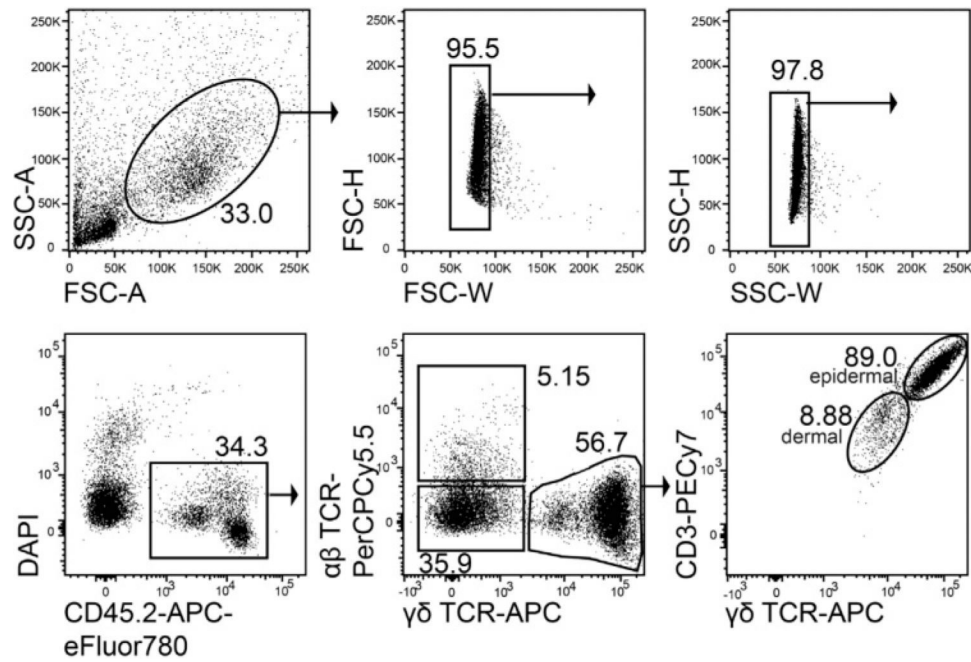 250K
200K
150K
100K
50K
0
SSC-A
33.0
0 50K 100K 150K 200K 250K
FSC-A
95.5
250K
200K
150K
100K
50K
0
FSC-H
0 50K 100K 150K 200K 250K
FSC-W
97.8
250K
200K
150K
100K
50K
0
SSC-H
0 50K 100K 150K 200K 250K
SSC-W
10⁵
10⁴
10³
0
DAPI
34.3
0 10³ 10⁴ 10⁵
CD45.2-APC-
eFluor780
10⁵
10⁴
10³
0
αβ TCR-
PerCPCy5.5
5.15
56.7
35.9
-10³ 0 10³ 10⁴ 10⁵
γδ TCR-APC
10⁵
10⁴
10³
0
CD3-PECy7
89.0
epidermal
8.88
dermal
-10³ 0 10³ 10⁴ 10⁵
γδ TCR-APC